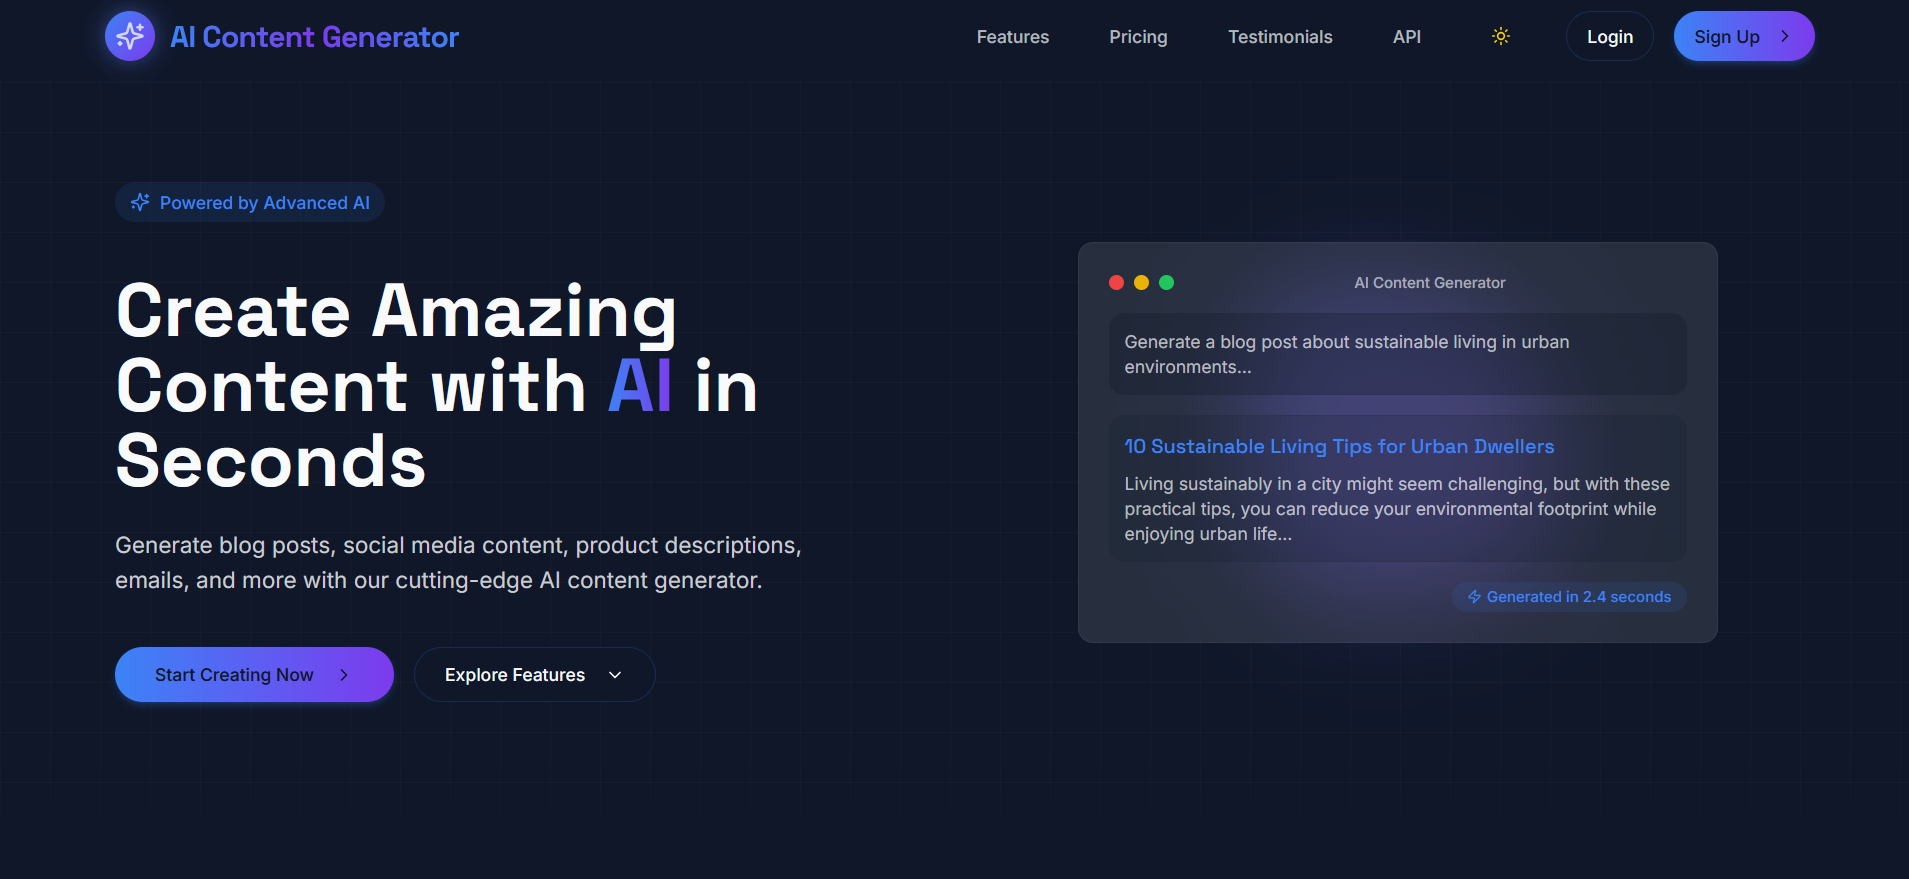 AI Content Generator
Features
Pricing
Testimonials
API
Login
Sign Up
Powered by Advanced AI
Create Amazing
Content with AI in
Seconds
Generate blog posts, social media content, product descriptions,
emails, and more with our cutting-edge AI content generator.
Start Creating Now
Explore Features
AI Content Generator
Generate a blog post about sustainable living in urban
environments...
10 Sustainable Living Tips for Urban Dwellers
Living sustainably in a city might seem challenging, but with these
practical tips, you can reduce your environmental footprint while
enjoying urban life...
Generated in 2.4 seconds